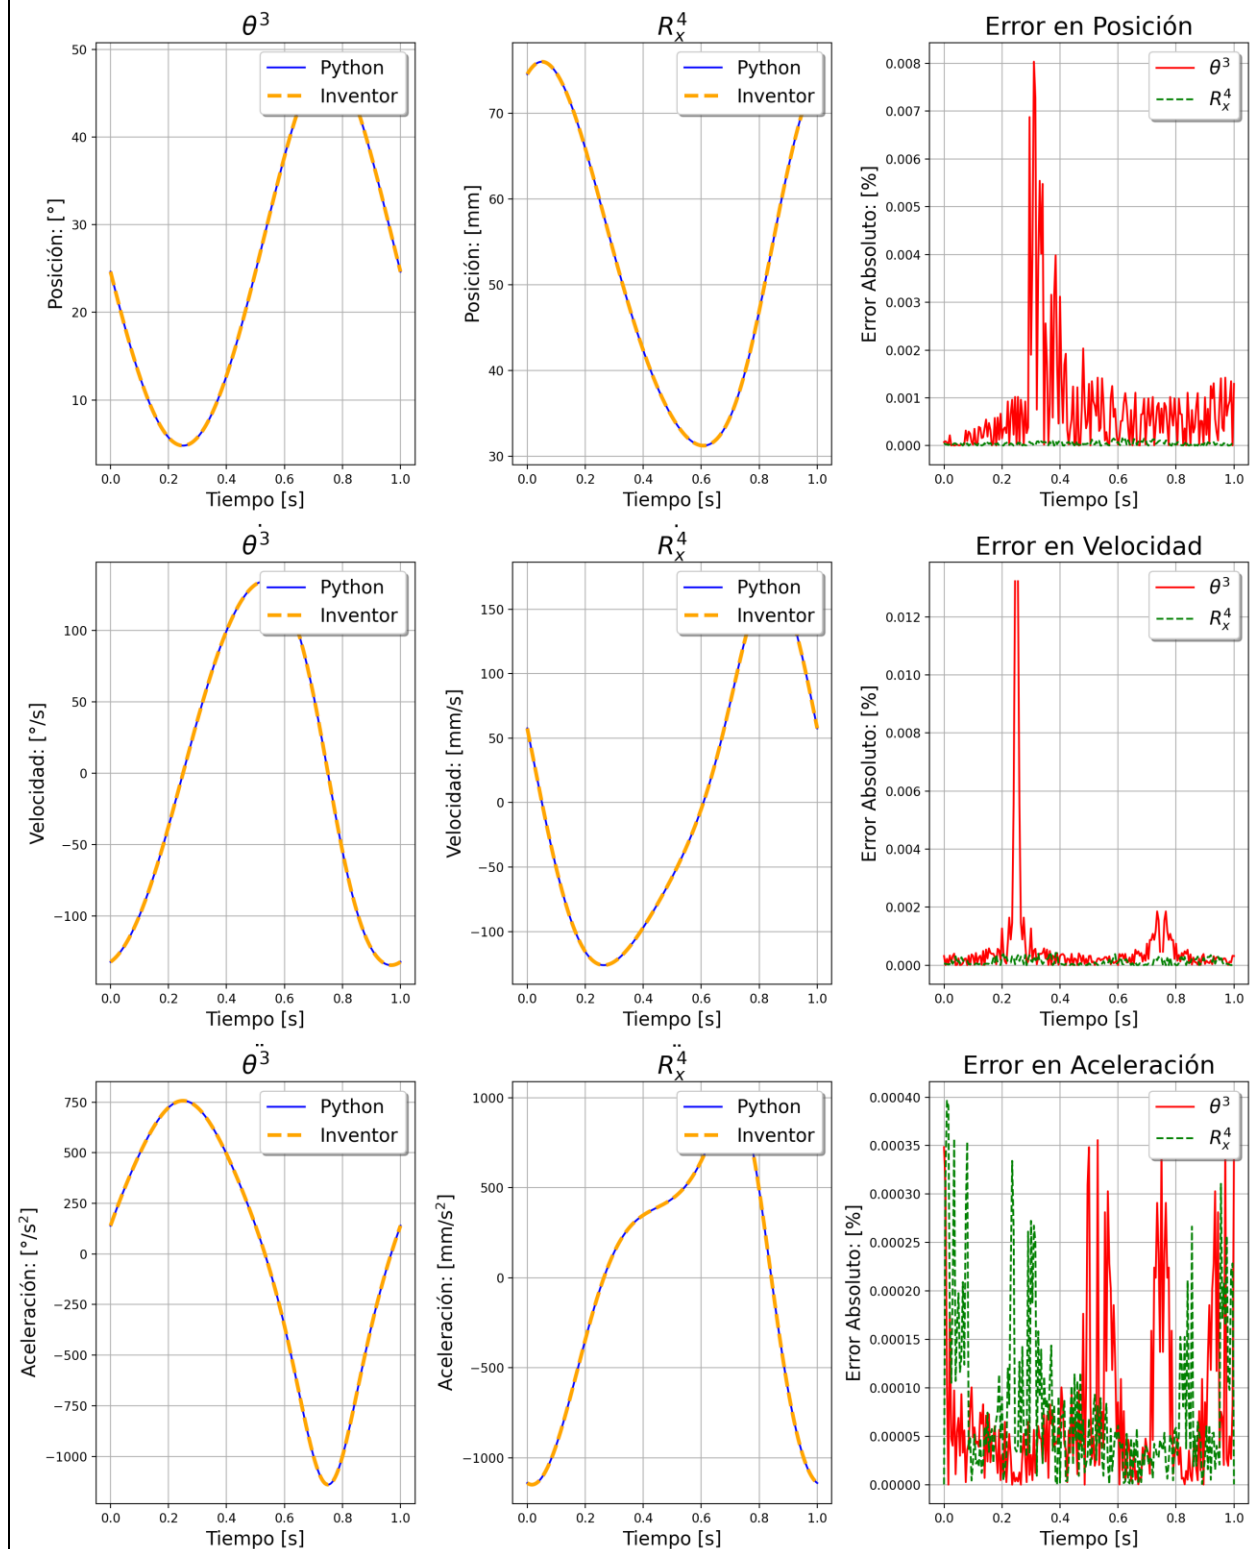 θ³
Python
Inventor
Posición: [°]
50
40
30
20
10
0.0 0.2 0.4 0.6 0.8 1.0
Tiempo [s]
R⁴ₓ
Python
Inventor
Posición: [mm]
70
60
50
40
30
0.0 0.2 0.4 0.6 0.8 1.0
Tiempo [s]
Error en Posición
θ³
R⁴ₓ
Error Absoluto: [%]
0.008
0.007
0.006
0.005
0.004
0.003
0.002
0.001
0.000
0.0 0.2 0.4 0.6 0.8 1.0
Tiempo [s]
θ̇³
Python
Inventor
Velocidad: [°/s]
100
50
0
−50
−100
0.0 0.2 0.4 0.6 0.8 1.0
Tiempo [s]
Ṙ⁴ₓ
Python
Inventor
Velocidad: [mm/s]
150
100
50
0
−50
−100
0.0 0.2 0.4 0.6 0.8 1.0
Tiempo [s]
Error en Velocidad
θ³
R⁴ₓ
Error Absoluto: [%]
0.012
0.010
0.008
0.006
0.004
0.002
0.000
0.0 0.2 0.4 0.6 0.8 1.0
Tiempo [s]
θ̈³
Python
Inventor
Aceleración: [°/s²]
750
500
250
0
−250
−500
−750
−1000
0.0 0.2 0.4 0.6 0.8 1.0
Tiempo [s]
R̈⁴ₓ
Python
Inventor
Aceleración: [mm/s²]
1000
500
0
−500
−1000
0.0 0.2 0.4 0.6 0.8 1.0
Tiempo [s]
Error en Aceleración
θ³
R⁴ₓ
Error Absoluto: [%]
0.00040
0.00035
0.00030
0.00025
0.00020
0.00015
0.00010
0.00005
0.00000
0.0 0.2 0.4 0.6 0.8 1.0
Tiempo [s]